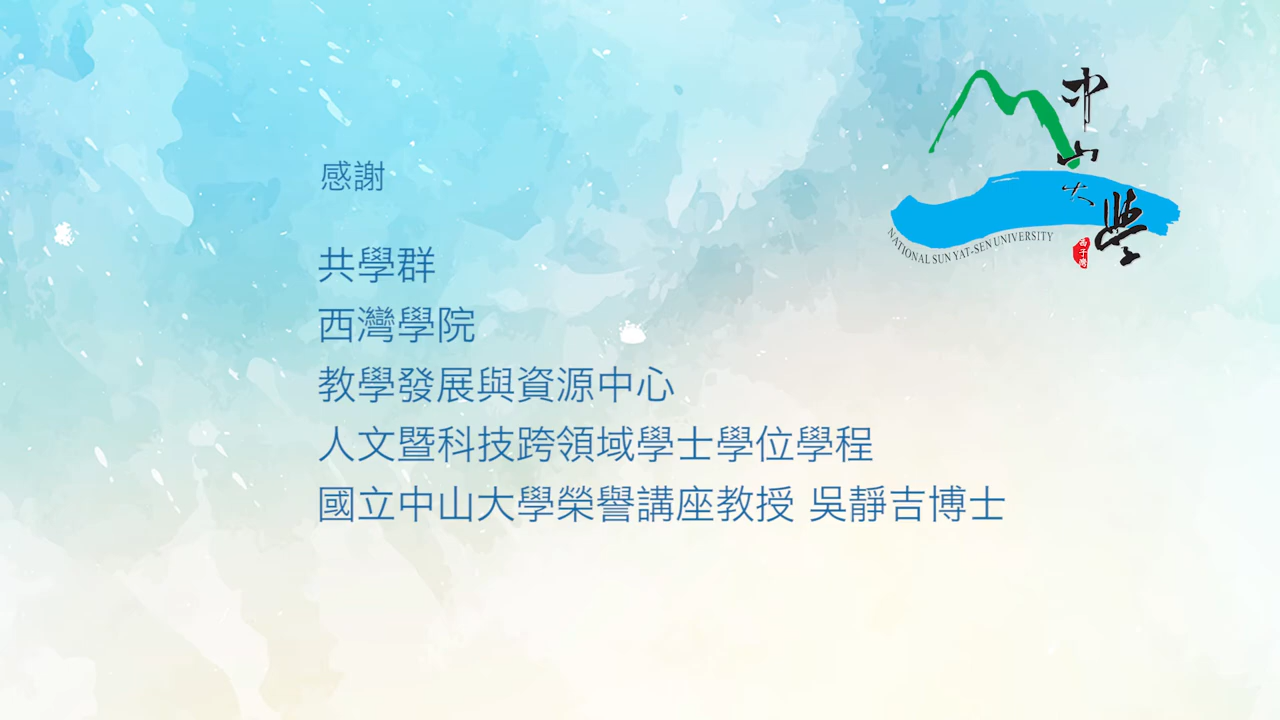 感謝
共學群
西灣學院
教學發展與資源中心
人文暨科技跨領域學士學位學程
國立中山大學榮譽講座教授 吳靜吉博士
中山大學
NATIONAL SUN YAT-SEN UNIVERSITY
西子灣